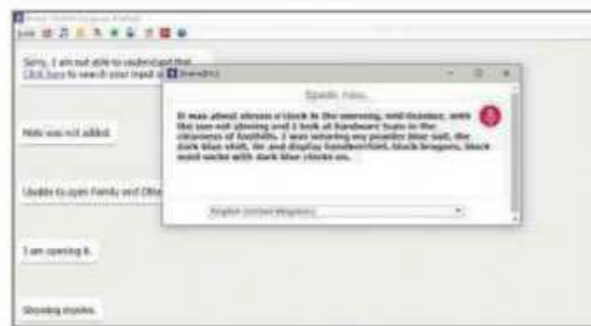 Sorry, I am not able to understand that.
Click here to search your input
Speak now.
It was about eleven o'clock in the morning, mid October, with
the sun not shining and I look at hardware hain in the
clearness of foothills. I was wearing my powder blue suit, the
dark blue shirt, tie and display handkerchief, black brogues, black
wool socks with dark blue clocks on.
Note was not added.
Unable to open Family and Othe
English (United Kingdom)
I am opening it.
Showing movies.